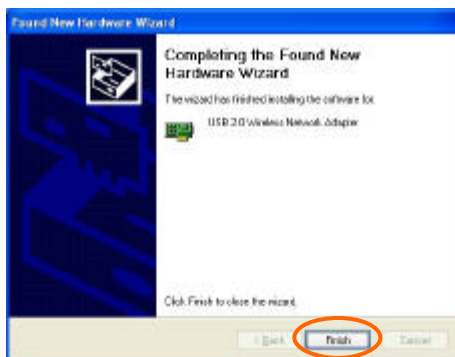 Found New Hardware Wizard
Completing the Found New
Hardware Wizard
The wizard has finished installing the software for:
USB 2.0 Wireless Network Adapter
Click Finish to close the wizard.
< Back
Finish
Cancel